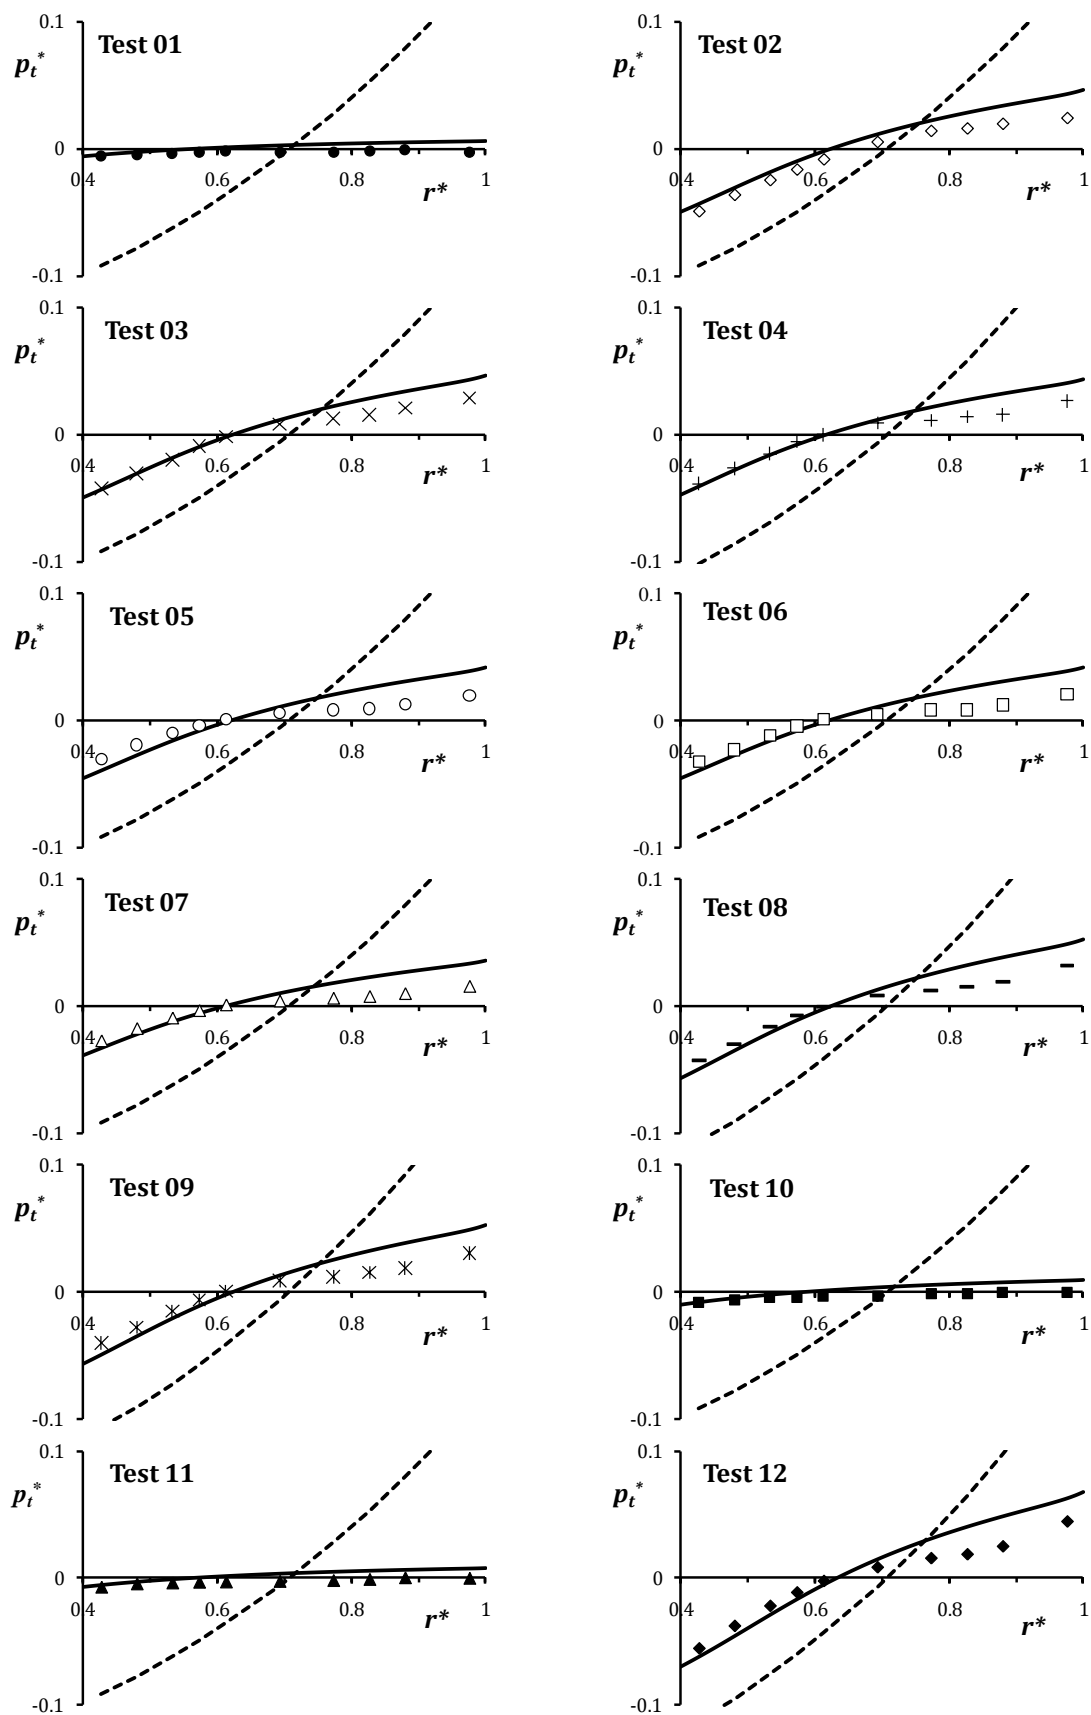 0.1 Test 01
p_t^*
0
0.4 0.6 0.8 r* 1
-0.1
0.1 Test 02
p_t^*
0
0.4 0.6 0.8 r* 1
-0.1
0.1 Test 03
p_t^*
0
0.4 0.6 0.8 r* 1
-0.1
0.1 Test 04
p_t^*
0
0.4 0.6 0.8 r* 1
-0.1
0.1 Test 05
p_t^*
0
0.4 0.6 0.8 r* 1
-0.1
0.1 Test 06
p_t^*
0
0.4 0.6 0.8 r* 1
-0.1
0.1 Test 07
p_t^*
0
0.4 0.6 0.8 r* 1
-0.1
0.1 Test 08
p_t^*
0
0.4 0.6 0.8 r* 1
-0.1
0.1 Test 09
p_t^*
0
0.4 0.6 0.8 r* 1
-0.1
0.1 Test 10
p_t^*
0
0.4 0.6 0.8 r* 1
-0.1
0.1 Test 11
p_t^*
0
0.4 0.6 0.8 r* 1
-0.1
0.1 Test 12
p_t^*
0
0.4 0.6 0.8 r* 1
-0.1